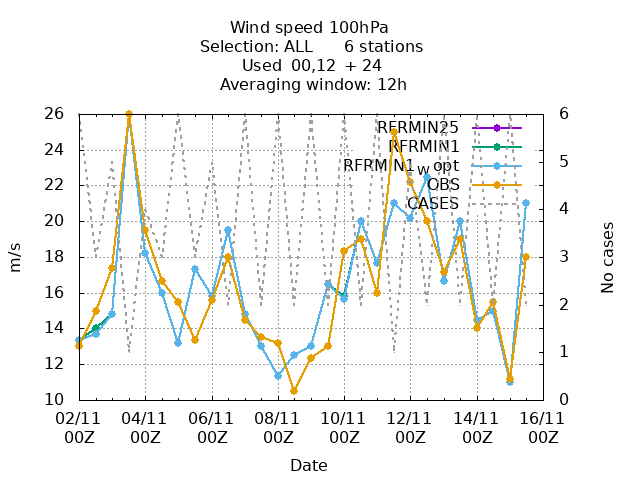 Wind speed 100hPa
Selection: ALL 6 stations
Used 00,12 + 24
Averaging window: 12h
26 24 22 20 18 16 14 12 10
m/s
RFRMIN25
RFRMIN1
RFRMIN1_w_opt
OBS
CASES
6 5 4 3 2 1 0
No cases
02/11 04/11 06/11 08/11 10/11 12/11 14/11 16/11
00Z 00Z 00Z 00Z 00Z 00Z 00Z 00Z
Date